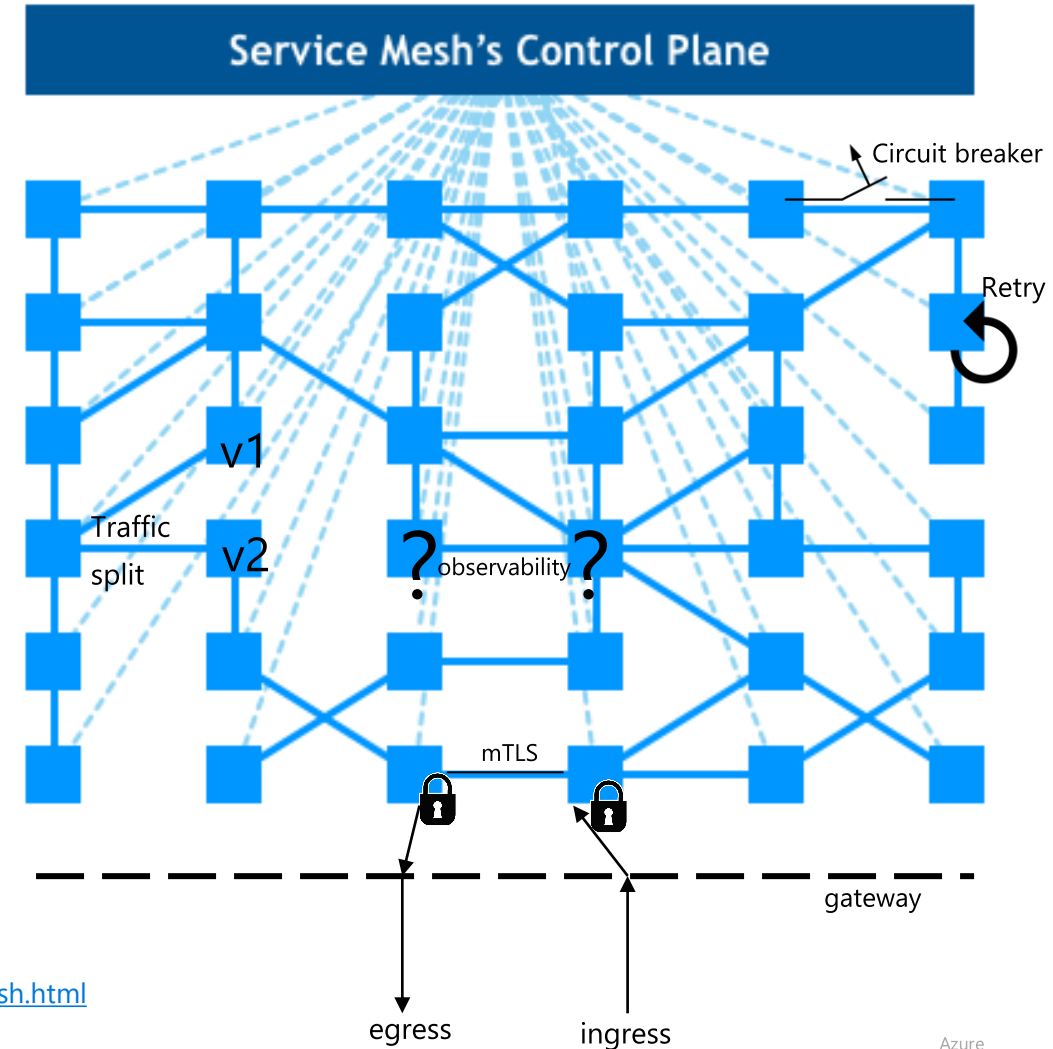 Service Mesh's Control Plane
Circuit breaker
Retry
v1
Traffic
split
v2
? observability ?
mTLS
gateway
sh.html
egress
ingress
Azure